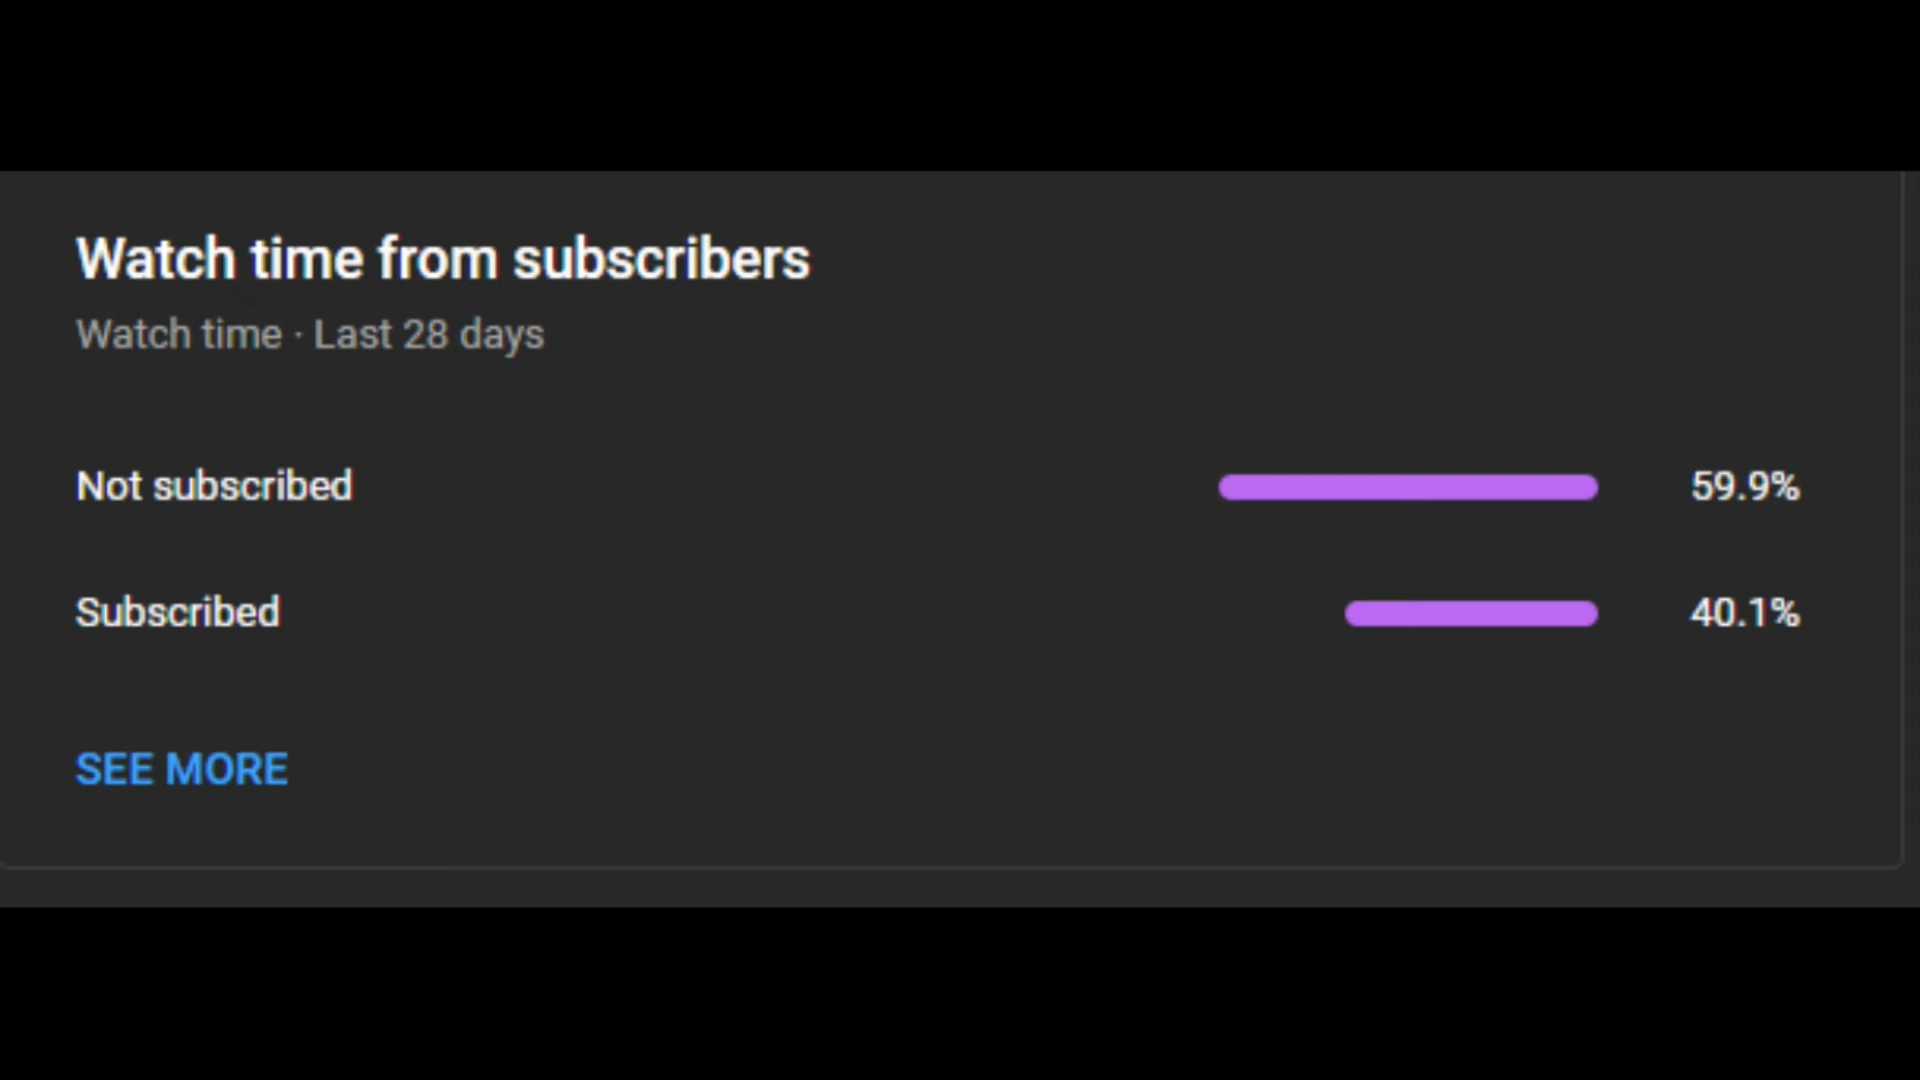 Watch time from subscribers
Watch time · Last 28 days
Not subscribed 59.9%
Subscribed 40.1%
SEE MORE